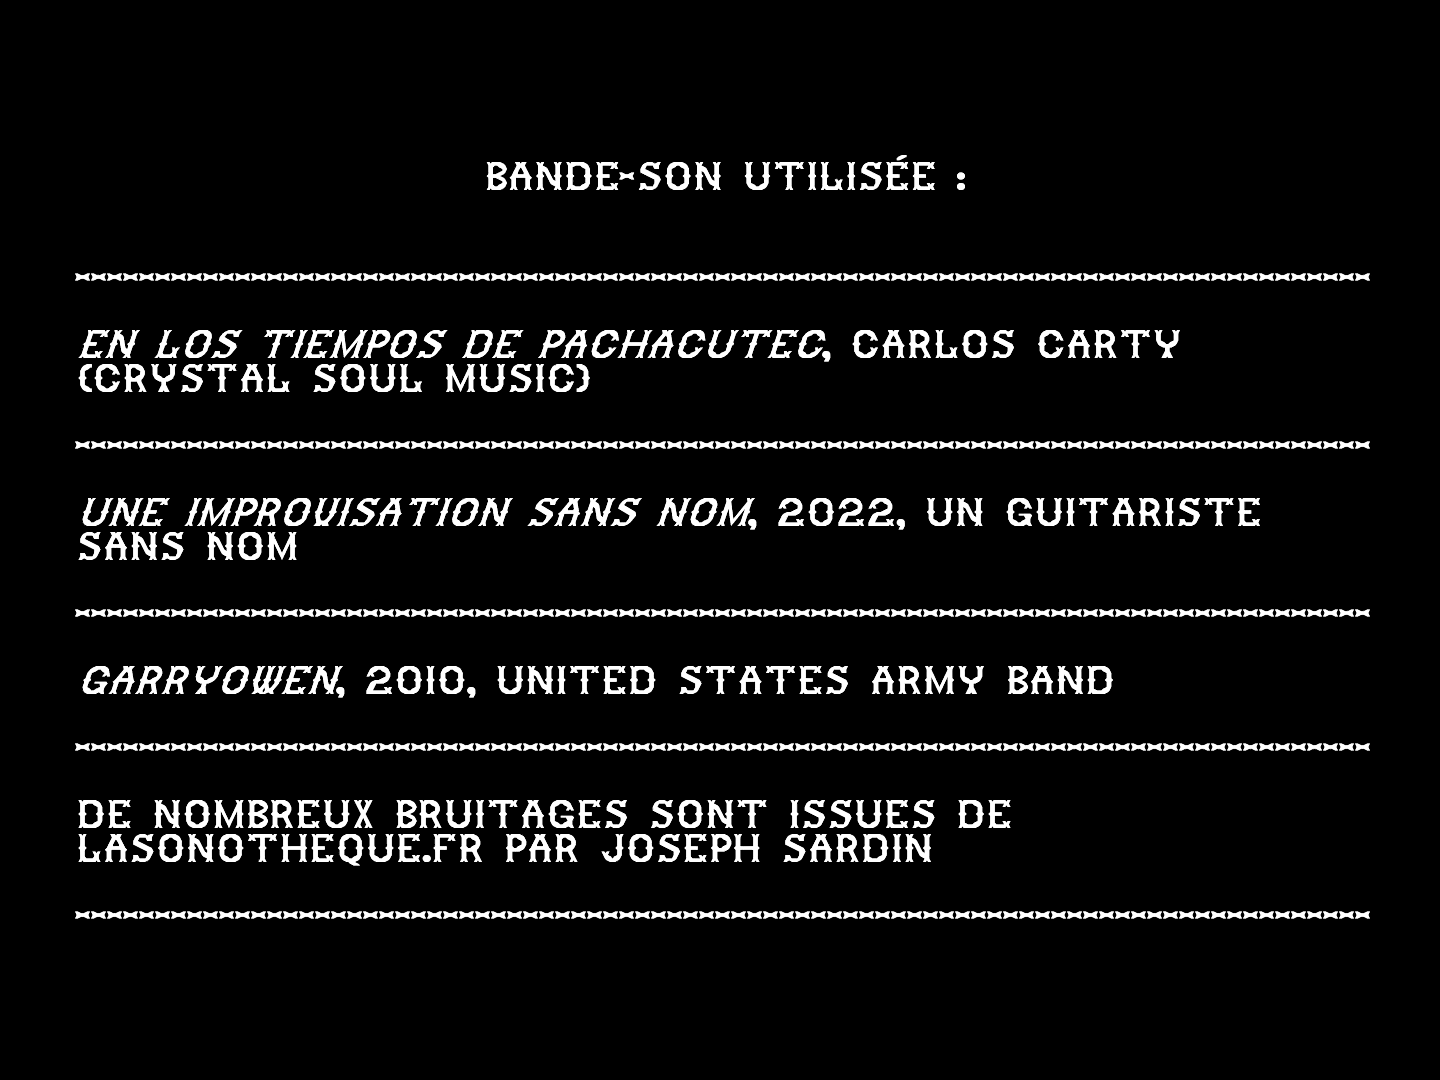 BANDE-SON UTILISÉE :
EN LOS TIEMPOS DE PACHACUTEC, CARLOS CARTY
(CRYSTAL SOUL MUSIC)
UNE IMPROVISATION SANS NOM, 2022, UN GUITARISTE
SANS NOM
GARRYOWEN, 2010, UNITED STATES ARMY BAND
DE NOMBREUX BRUITAGES SONT ISSUES DE
LASONOTHEQUE.FR PAR JOSEPH SARDIN